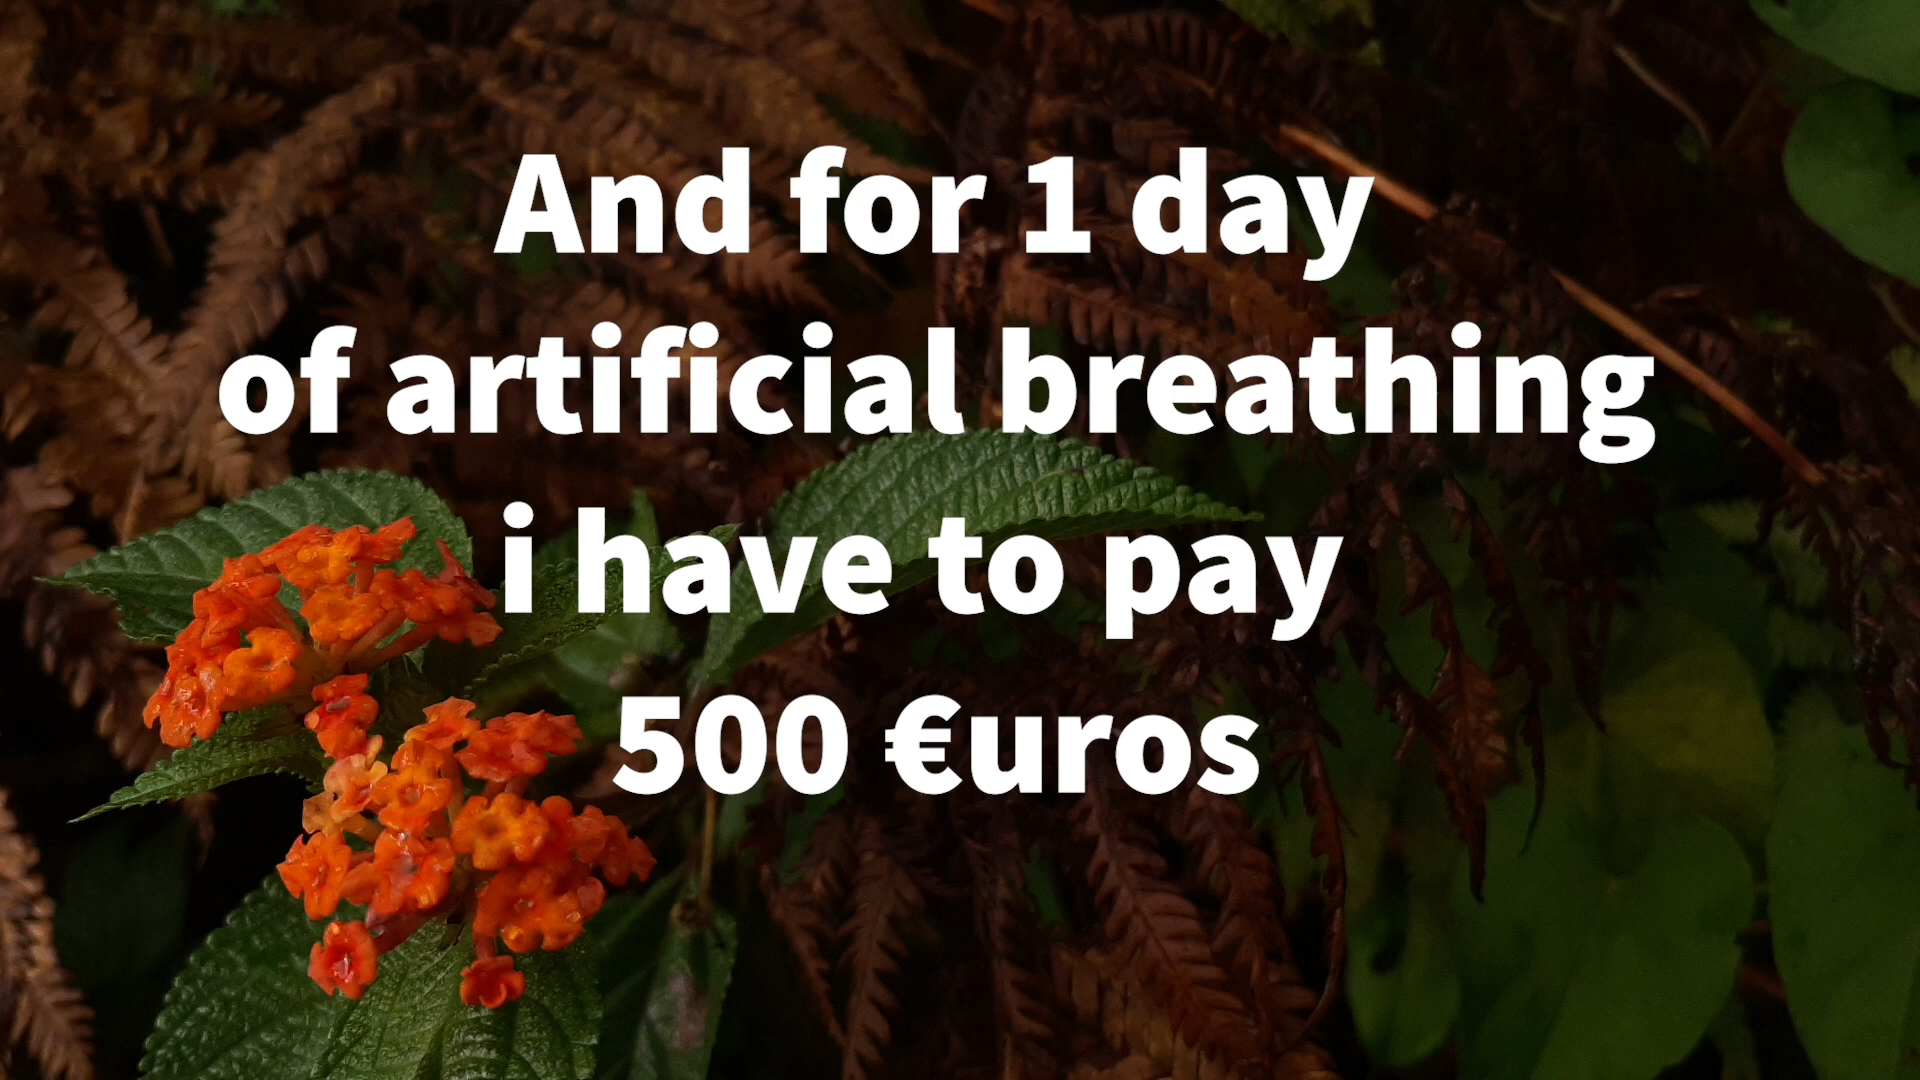 And for 1 day
of artificial breathing
i have to pay
500 €uros